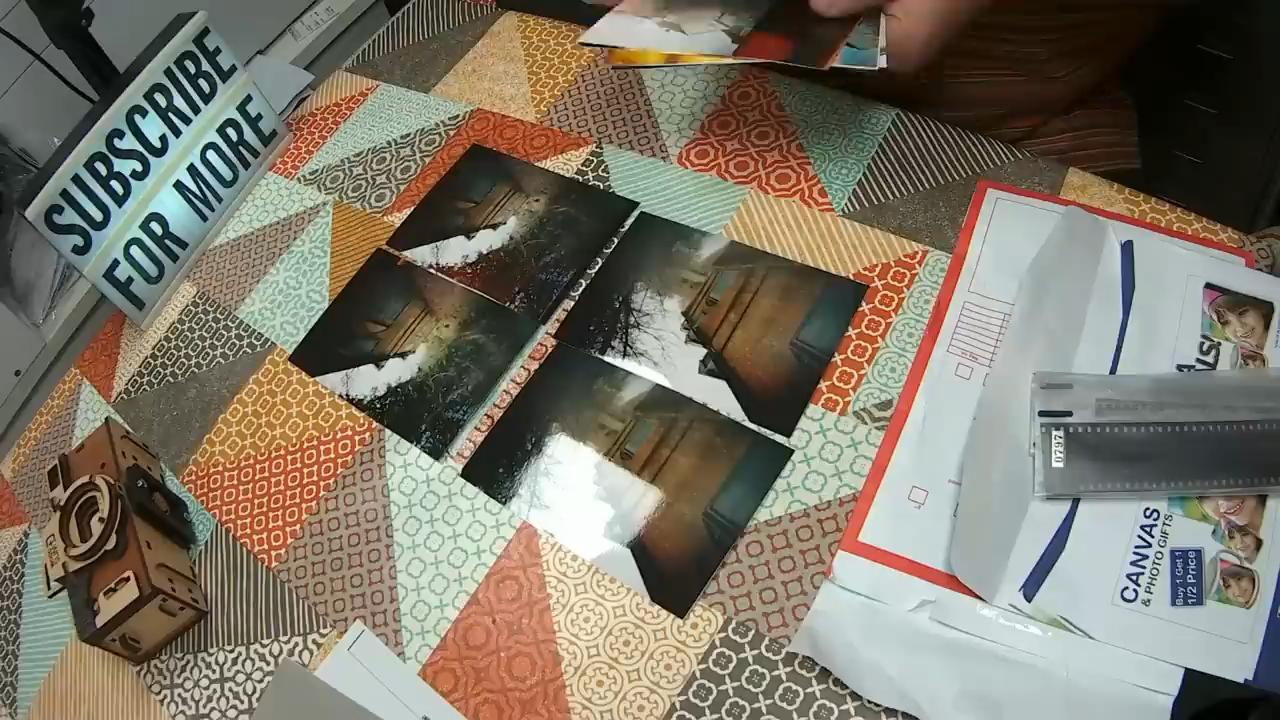 SUBSCRIBE
FOR MORE
0797
CANVAS
& PHOTO GIFTS
Buy 1 Get 1
1/2 Price